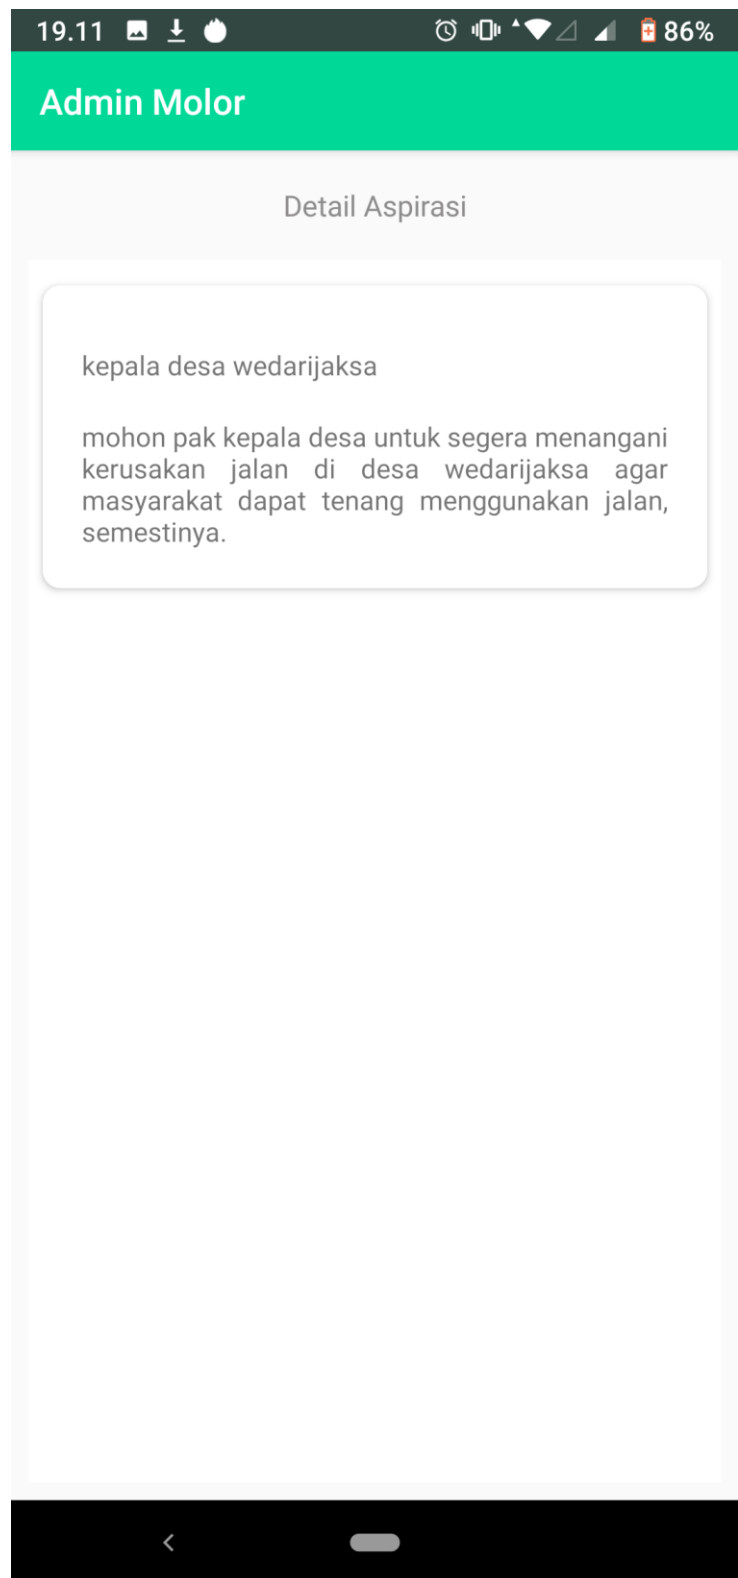 19.11
86%
Admin Molor
Detail Aspirasi
kepala desa wedarijaksa
mohon pak kepala desa untuk segera menangani
kerusakan jalan di desa wedarijaksa agar
masyarakat dapat tenang menggunakan jalan,
semestinya.